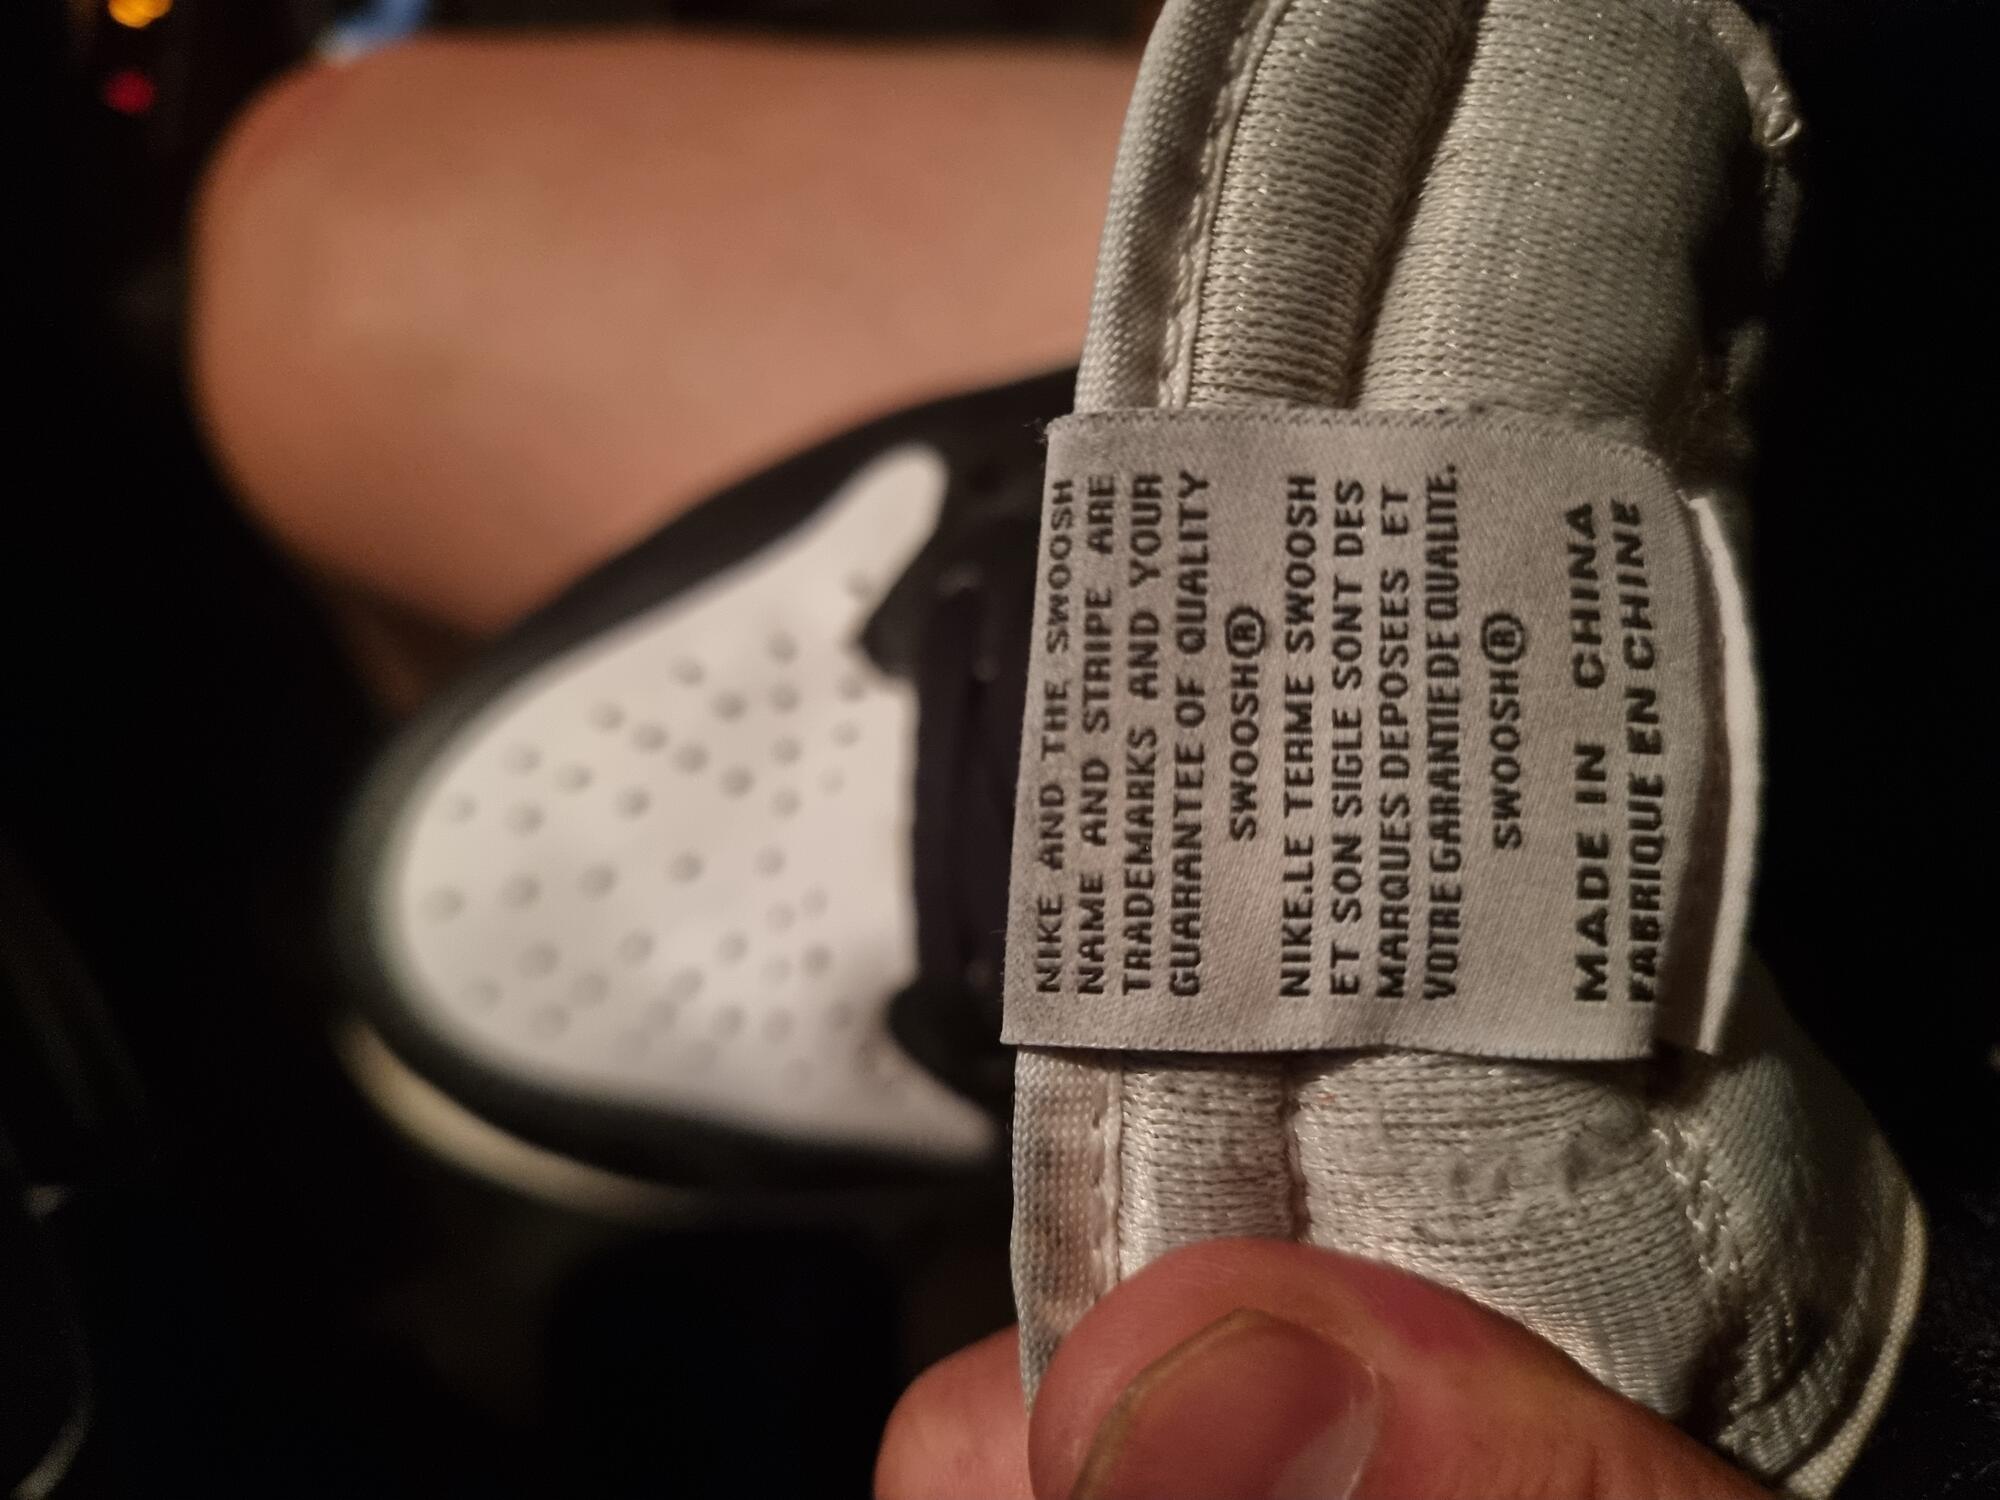 NIKE AND THE SWOOSH
NAME AND STRIPE ARE
TRADEMARKS AND YOUR
GUARANTEE OF QUALITY
SWOOSH®
NIKE.LE TERME SWOOSH
ET SON SIGLE SONT DES
MARQUES DEPOSEES ET
VOTRE GARANTIE DE QUALITE.
SWOOSH®
MADE IN CHINA
FABRIQUE EN CHINE